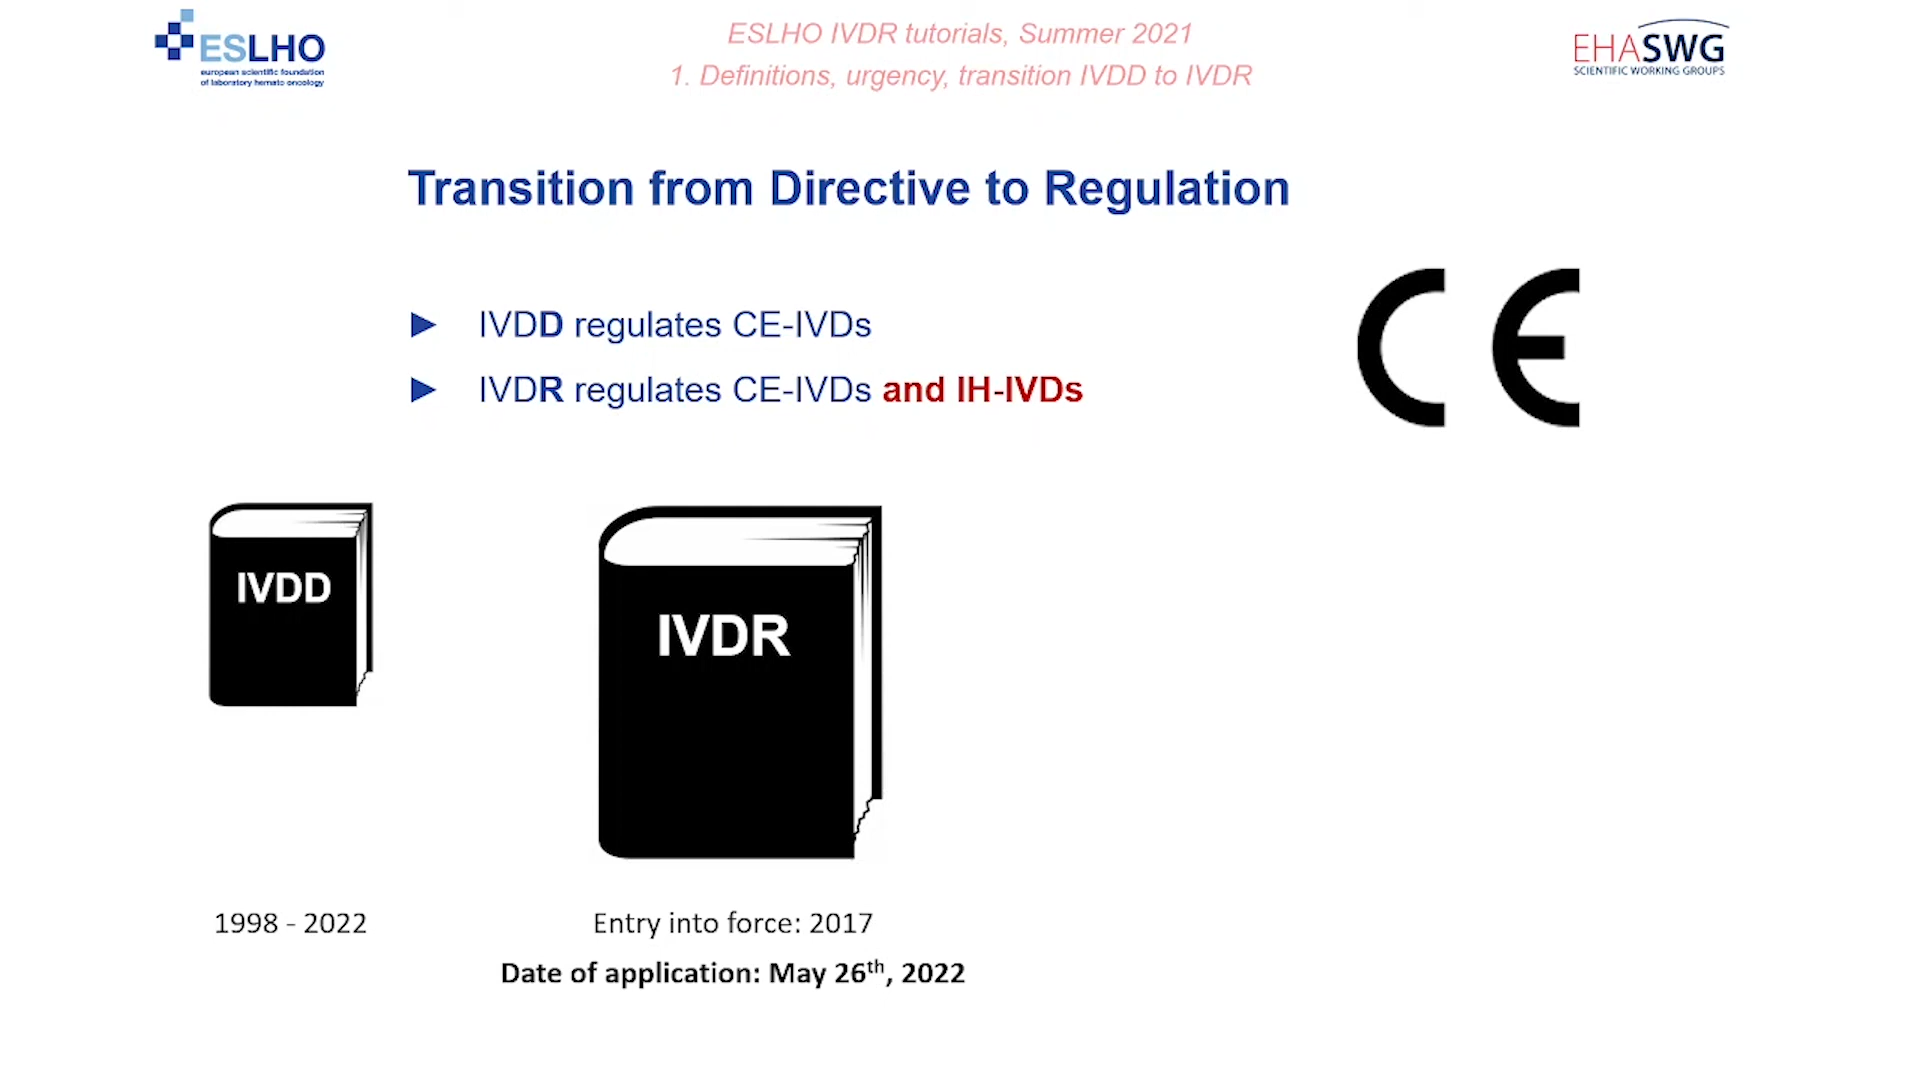 ESLHO
european scientific foundation
of laboratory hemato oncology
ESLHO IVDR tutorials, Summer 2021
1. Definitions, urgency, transition IVDD to IVDR
EHASWG
SCIENTIFIC WORKING GROUPS
Transition from Directive to Regulation
► IVDD regulates CE-IVDs
► IVDR regulates CE-IVDs and IH-IVDs
CE
IVDD
IVDR
1998 - 2022
Entry into force: 2017
Date of application: May 26th, 2022